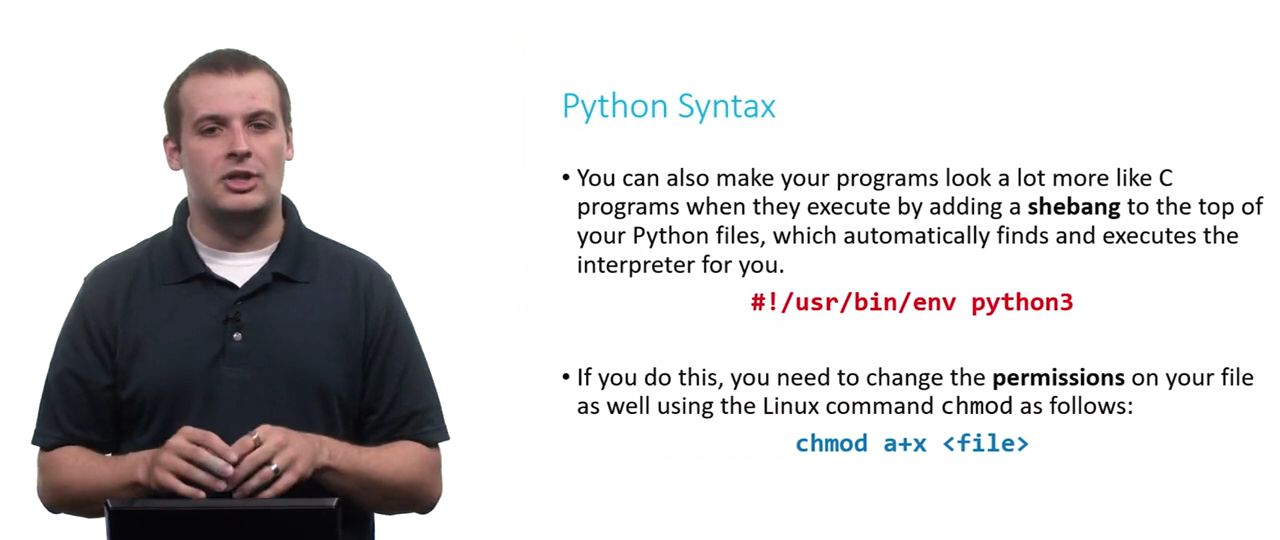 Python Syntax
• You can also make your programs look a lot more like C
programs when they execute by adding a shebang to the top of
your Python files, which automatically finds and executes the
interpreter for you.
#!/usr/bin/env python3
• If you do this, you need to change the permissions on your file
as well using the Linux command chmod as follows:
chmod a+x <file>